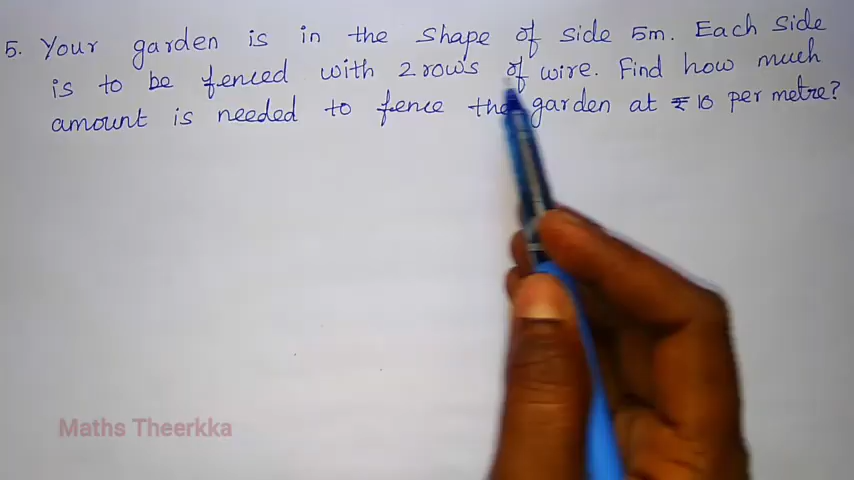 5. Your garden is in the shape of side 5m. Each side
is to be fenced with 2 rows of wire. Find how much
amount is needed to fence the garden at ₹ 10 per metre?
Maths Theerkka